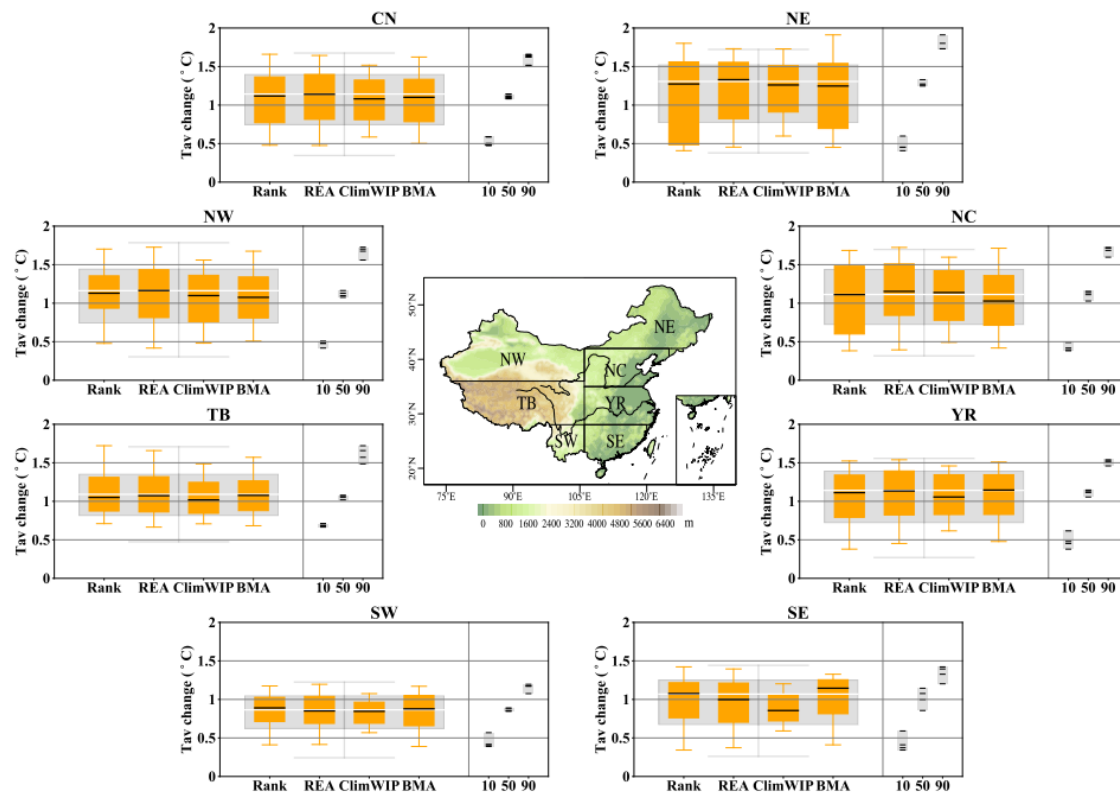 CN
Tav change (°C)
2
1.5
1
0.5
0
Rank REA ClimWIP BMA 10 50 90
NE
Tav change (°C)
2
1.5
1
0.5
0
Rank REA ClimWIP BMA 10 50 90
NW
Tav change (°C)
2
1.5
1
0.5
0
Rank REA ClimWIP BMA 10 50 90
NC
Tav change (°C)
2
1.5
1
0.5
0
Rank REA ClimWIP BMA 10 50 90
50°N
40°N
30°N
20°N
NE
NW
NC
TB
YR
SW
SE
75°E 90°E 105°E 120°E 135°E
0 800 1600 2400 3200 4000 4800 5600 6400 m
TB
Tav change (°C)
2
1.5
1
0.5
0
Rank REA ClimWIP BMA 10 50 90
YR
Tav change (°C)
2
1.5
1
0.5
0
Rank REA ClimWIP BMA 10 50 90
SW
Tav change (°C)
2
1.5
1
0.5
0
Rank REA ClimWIP BMA 10 50 90
SE
Tav change (°C)
2
1.5
1
0.5
0
Rank REA ClimWIP BMA 10 50 90